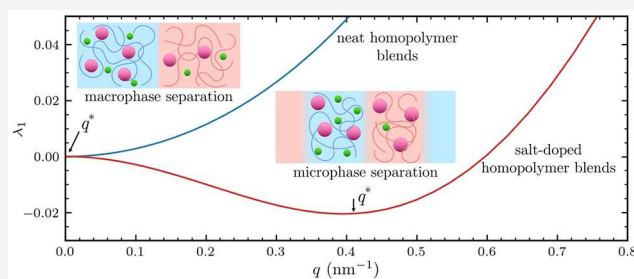 0.04
0.02
0.00
−0.02
λ₁
neat homopolymer
blends
macrophase separation
q*
microphase separation
q*
salt-doped
homopolymer blends
0.0 0.1 0.2 0.3 0.4 0.5 0.6 0.7 0.8
q (nm⁻¹)